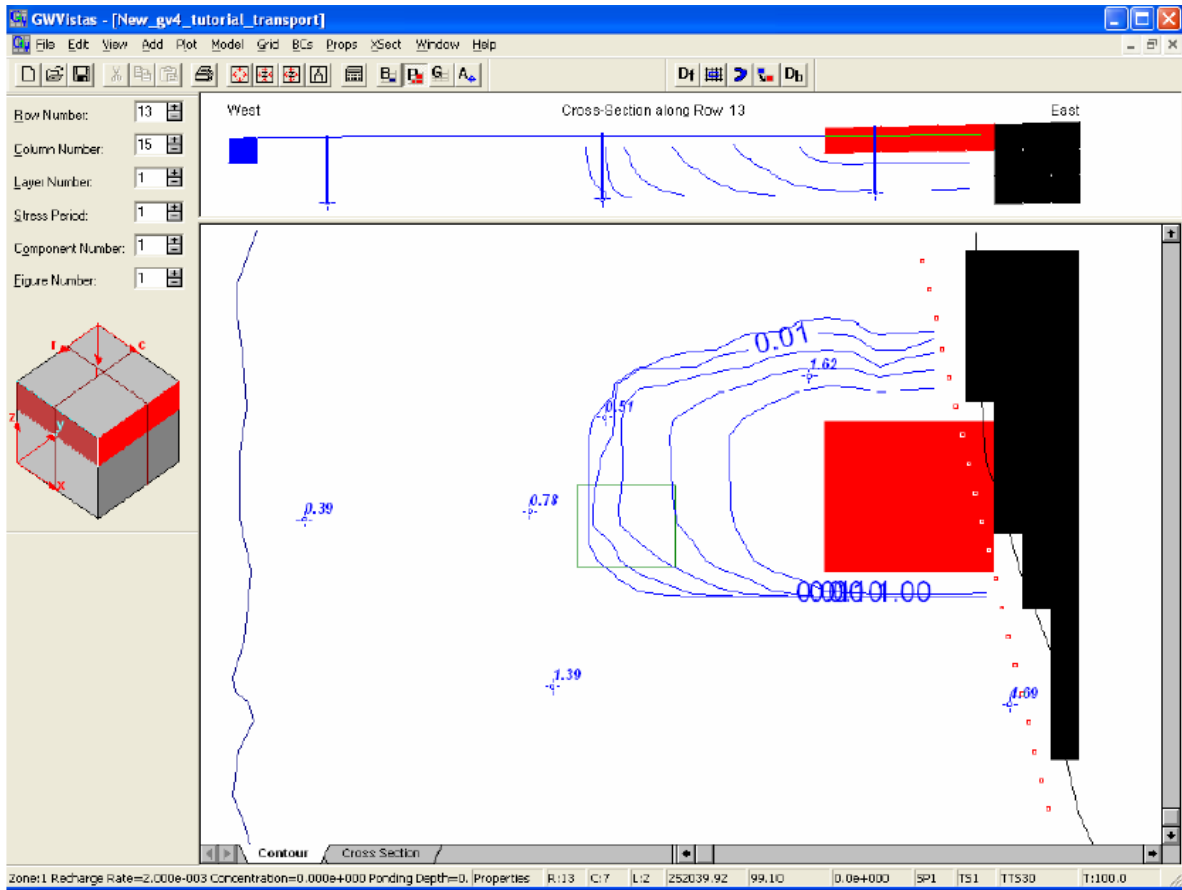 GWVistas - [New_gv4_tutorial_transport]
File Edit View Add Plot Model Grid BCs Props XSect Window Help
Row Number: 13
Column Number: 15
Layer Number: 1
Stress Period: 1
Component Number: 1
Figure Number: 1
West Cross-Section along Row 13 East
r c
z y
x
0.01
1.62
0.51
0.39
0.78
1.00
1.39
Contour Cross Section
Zone:1 Recharge Rate=2.000e-003 Concentration=0.000e+000 Ponding Depth=0. Properties R:13 C:7 L:2 252039.92 99.10 0.0e+000 SP1 TS1 TTS30 T:100.0